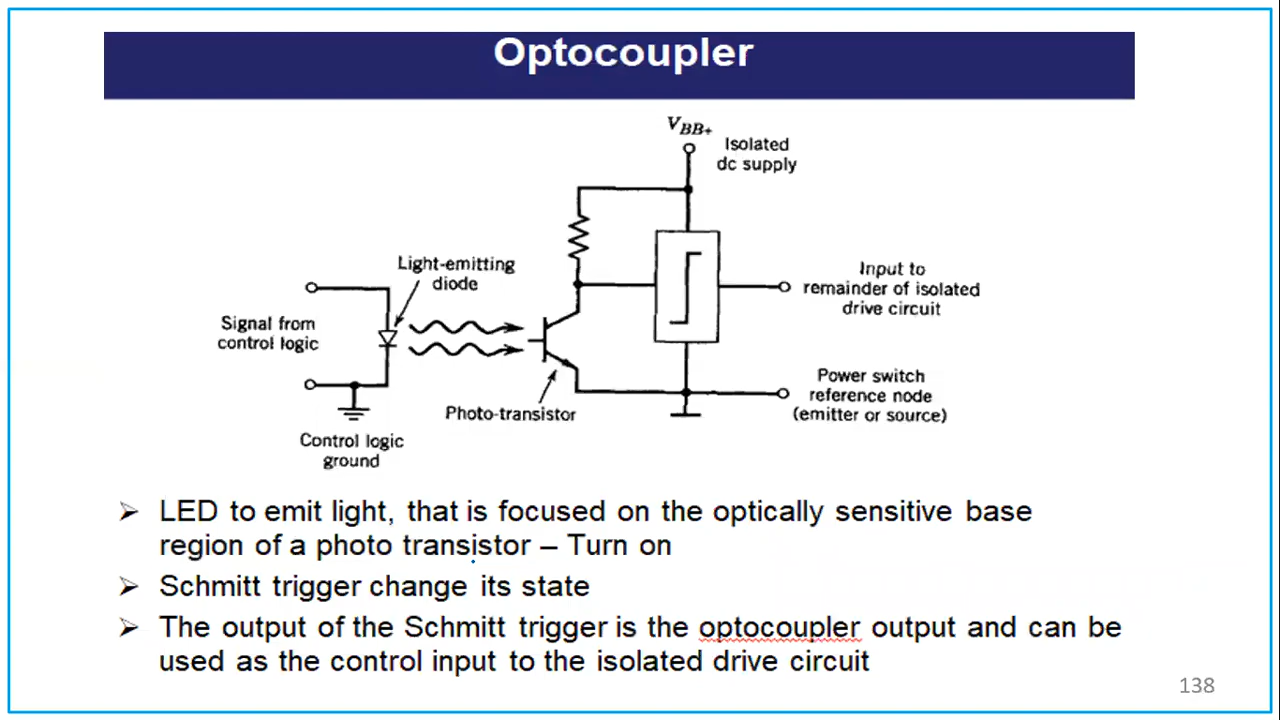 Optocoupler
V_BB+
Isolated
dc supply
Light-emitting
diode
Input to
remainder of isolated
drive circuit
Signal from
control logic
Power switch
reference node
(emitter or source)
Photo-transistor
Control logic
ground
➢ LED to emit light, that is focused on the optically sensitive base
region of a photo transistor – Turn on
➢ Schmitt trigger change its state
➢ The output of the Schmitt trigger is the optocoupler output and can be
used as the control input to the isolated drive circuit
138